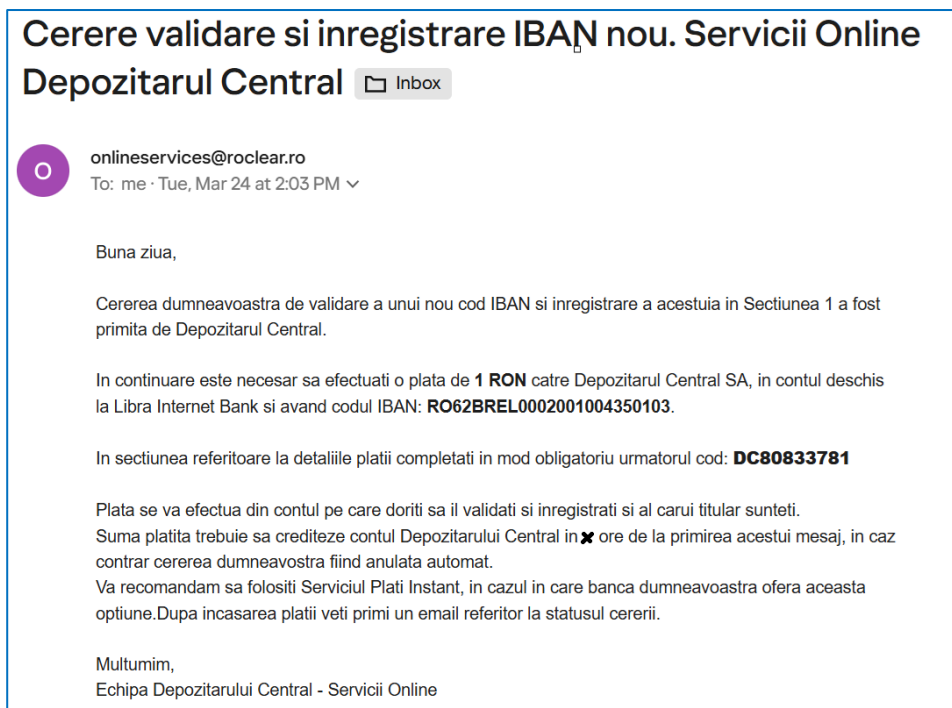 Cerere validare si inregistrare IBAN nou. Servicii Online
Depozitarul Central Inbox
O
onlineservices@roclear.ro
To: me · Tue, Mar 24 at 2:03 PM
Buna ziua,
Cererea dumneavoastra de validare a unui nou cod IBAN si inregistrare a acestuia in Sectiunea 1 a fost
primita de Depozitarul Central.
In continuare este necesar sa efectuati o plata de 1 RON catre Depozitarul Central SA, in contul deschis
la Libra Internet Bank si avand codul IBAN: RO62BREL0002001004350103.
In sectiunea referitoare la detaliile platii completati in mod obligatoriu urmatorul cod: DC80833781
Plata se va efectua din contul pe care doriti sa il validati si inregistrati si al carui titular sunteti.
Suma platita trebuie sa crediteze contul Depozitarului Central in ore de la primirea acestui mesaj, in caz
contrar cererea dumneavostra fiind anulata automat.
Va recomandam sa folositi Serviciul Plati Instant, in cazul in care banca dumneavoastra ofera aceasta
optiune.Dupa incasarea platii veti primi un email referitor la statusul cererii.
Multumim,
Echipa Depozitarului Central - Servicii Online